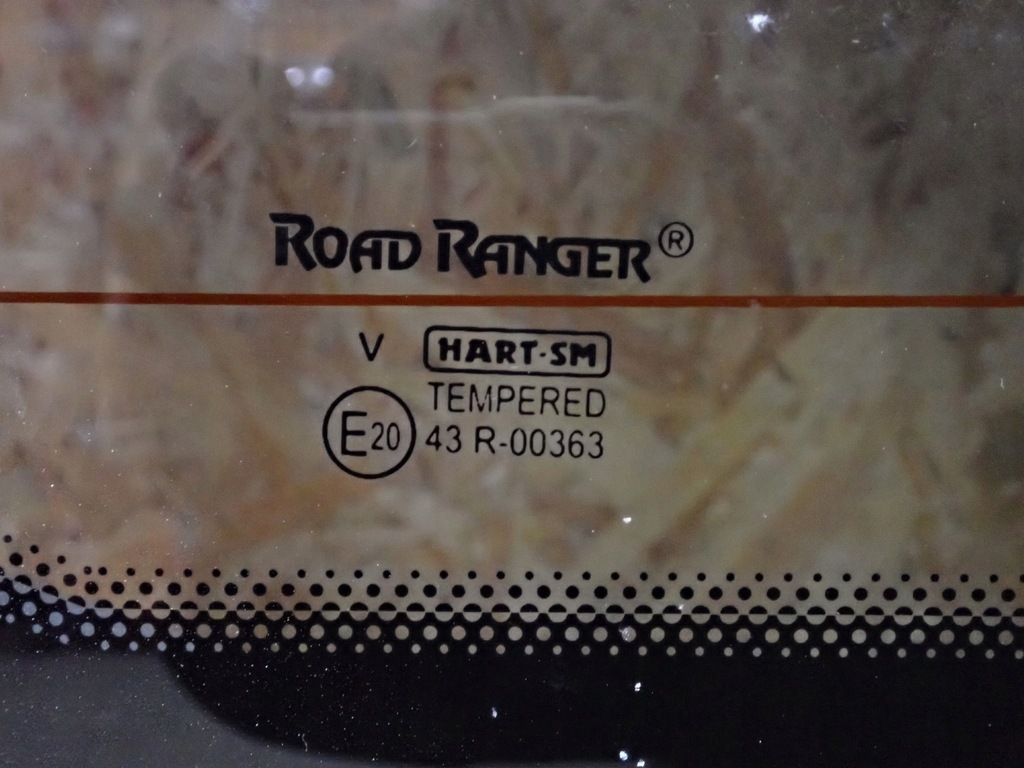 ROAD RANGER®
V HART-SM
TEMPERED
E20 43 R-00363